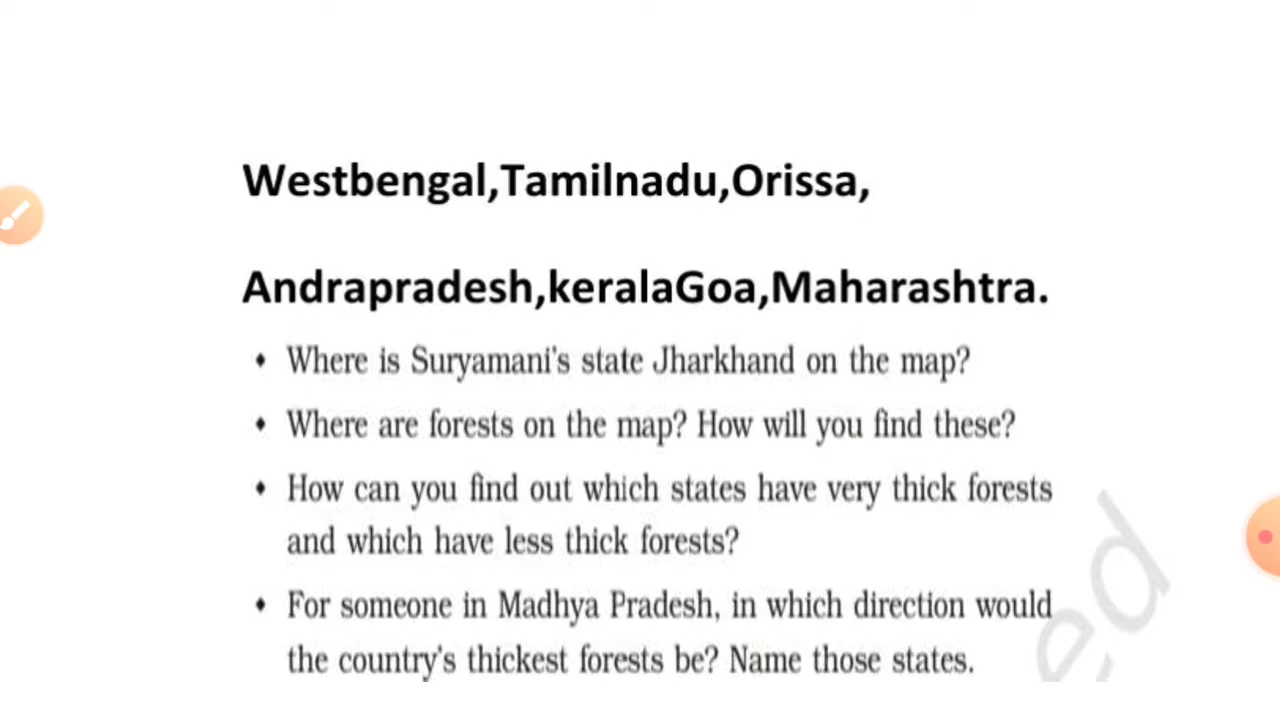 Westbengal,Tamilnadu,Orissa,
Andrapradesh,keralaGoa,Maharashtra.
♦ Where is Suryamani's state Jharkhand on the map?
♦ Where are forests on the map? How will you find these?
♦ How can you find out which states have very thick forests
and which have less thick forests?
♦ For someone in Madhya Pradesh, in which direction would
the country's thickest forests be? Name those states.
ed